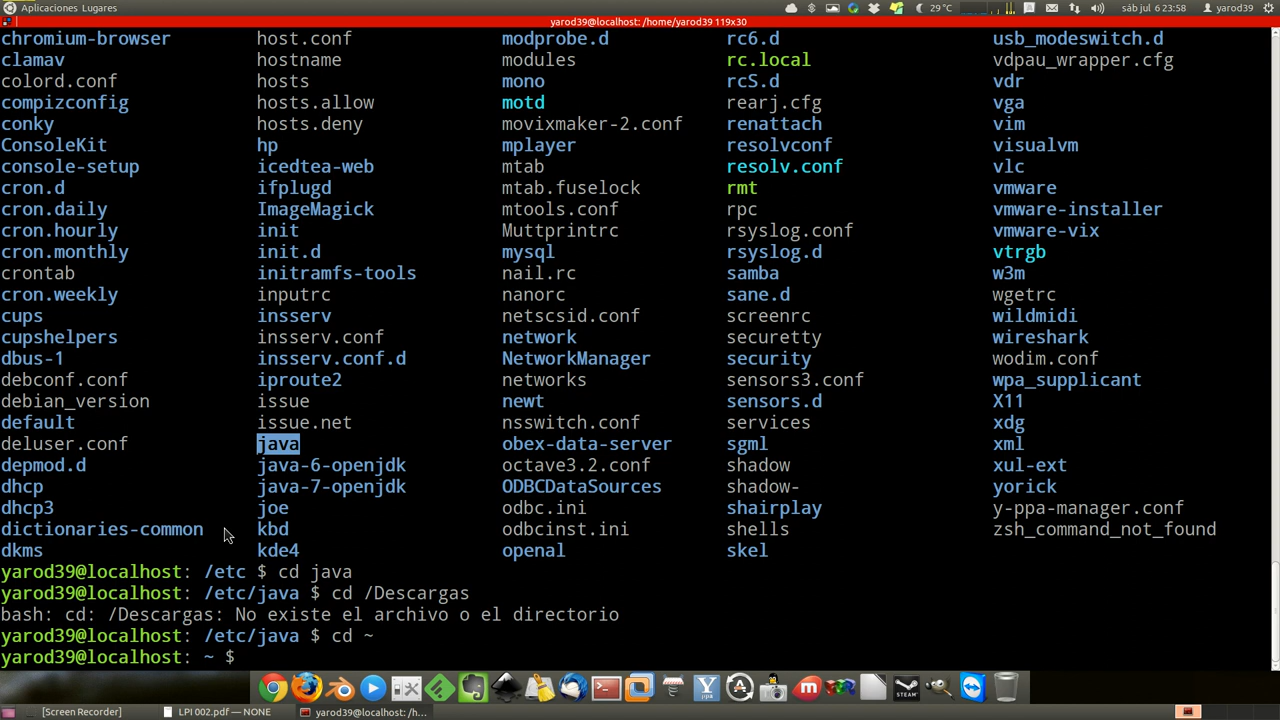 Aplicaciones Lugares 29 °C sáb jul 6 23:58 yarod39
yarod39@localhost: /home/yarod39 119x30
chromium-browser host.conf modprobe.d rc6.d usb_modeswitch.d
clamav hostname modules rc.local vdpau_wrapper.cfg
colord.conf hosts mono rcS.d vdr
compizconfig hosts.allow motd rearj.cfg vga
conky hosts.deny movixmaker-2.conf renattach vim
ConsoleKit hp mplayer resolvconf visualvm
console-setup icedtea-web mtab resolv.conf vlc
cron.d ifplugd mtab.fuselock rmt vmware
cron.daily ImageMagick mtools.conf rpc vmware-installer
cron.hourly init Muttprintrc rsyslog.conf vmware-vix
cron.monthly init.d mysql rsyslog.d vtrgb
crontab initramfs-tools nail.rc samba w3m
cron.weekly inputrc nanorc sane.d wgetrc
cups insserv netscsid.conf screenrc wildmidi
cupshelpers insserv.conf network securetty wireshark
dbus-1 insserv.conf.d NetworkManager security wodim.conf
debconf.conf iproute2 networks sensors3.conf wpa_supplicant
debian_version issue newt sensors.d X11
default issue.net nsswitch.conf services xdg
deluser.conf java obex-data-server sgml xml
depmod.d java-6-openjdk octave3.2.conf shadow xul-ext
dhcp java-7-openjdk ODBCDataSources shadow- yorick
dhcp3 joe odbc.ini shairplay y-ppa-manager.conf
dictionaries-common kbd odbcinst.ini shells zsh_command_not_found
dkms kde4 openal skel
yarod39@localhost: /etc $ cd java
yarod39@localhost: /etc/java $ cd /Descargas
bash: cd: /Descargas: No existe el archivo o el directorio
yarod39@localhost: /etc/java $ cd ~
yarod39@localhost: ~ $
STEAM
[Screen Recorder] LPI 002.pdf — NONE yarod39@localhost: /h...